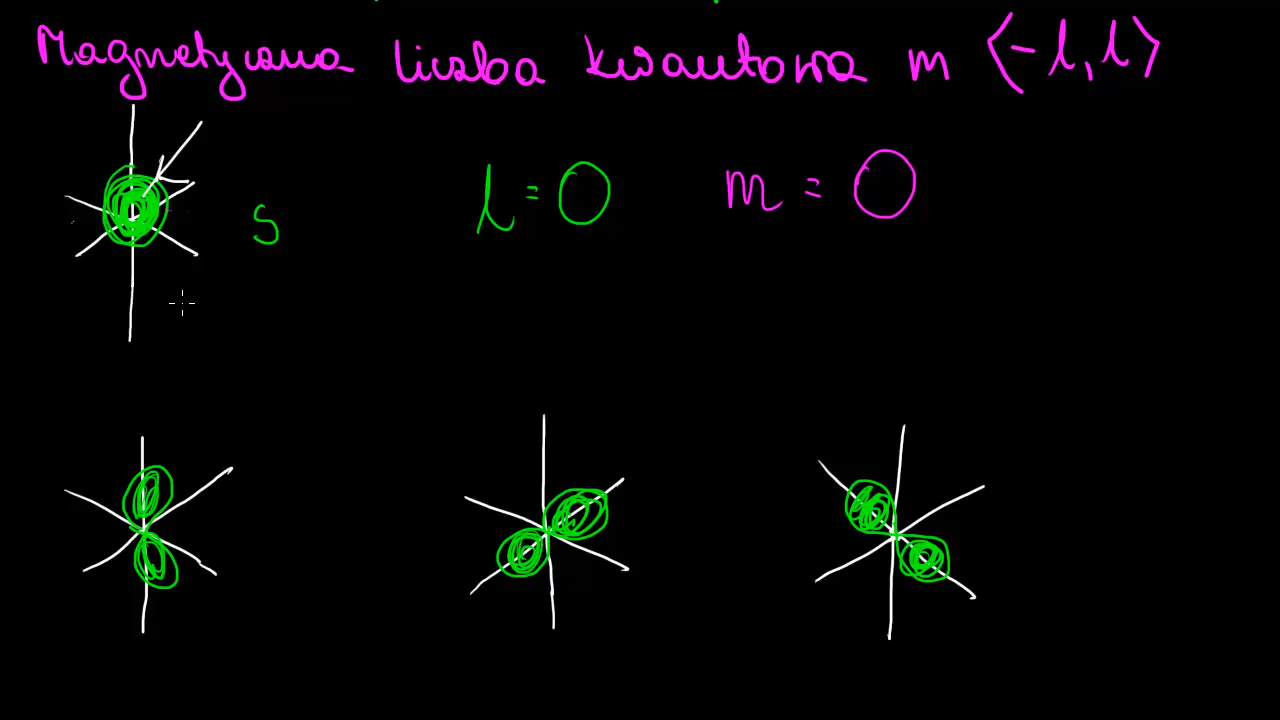 Magnetyczna liczba kwantowa m ⟨-l, l⟩
l = 0 m = 0
s